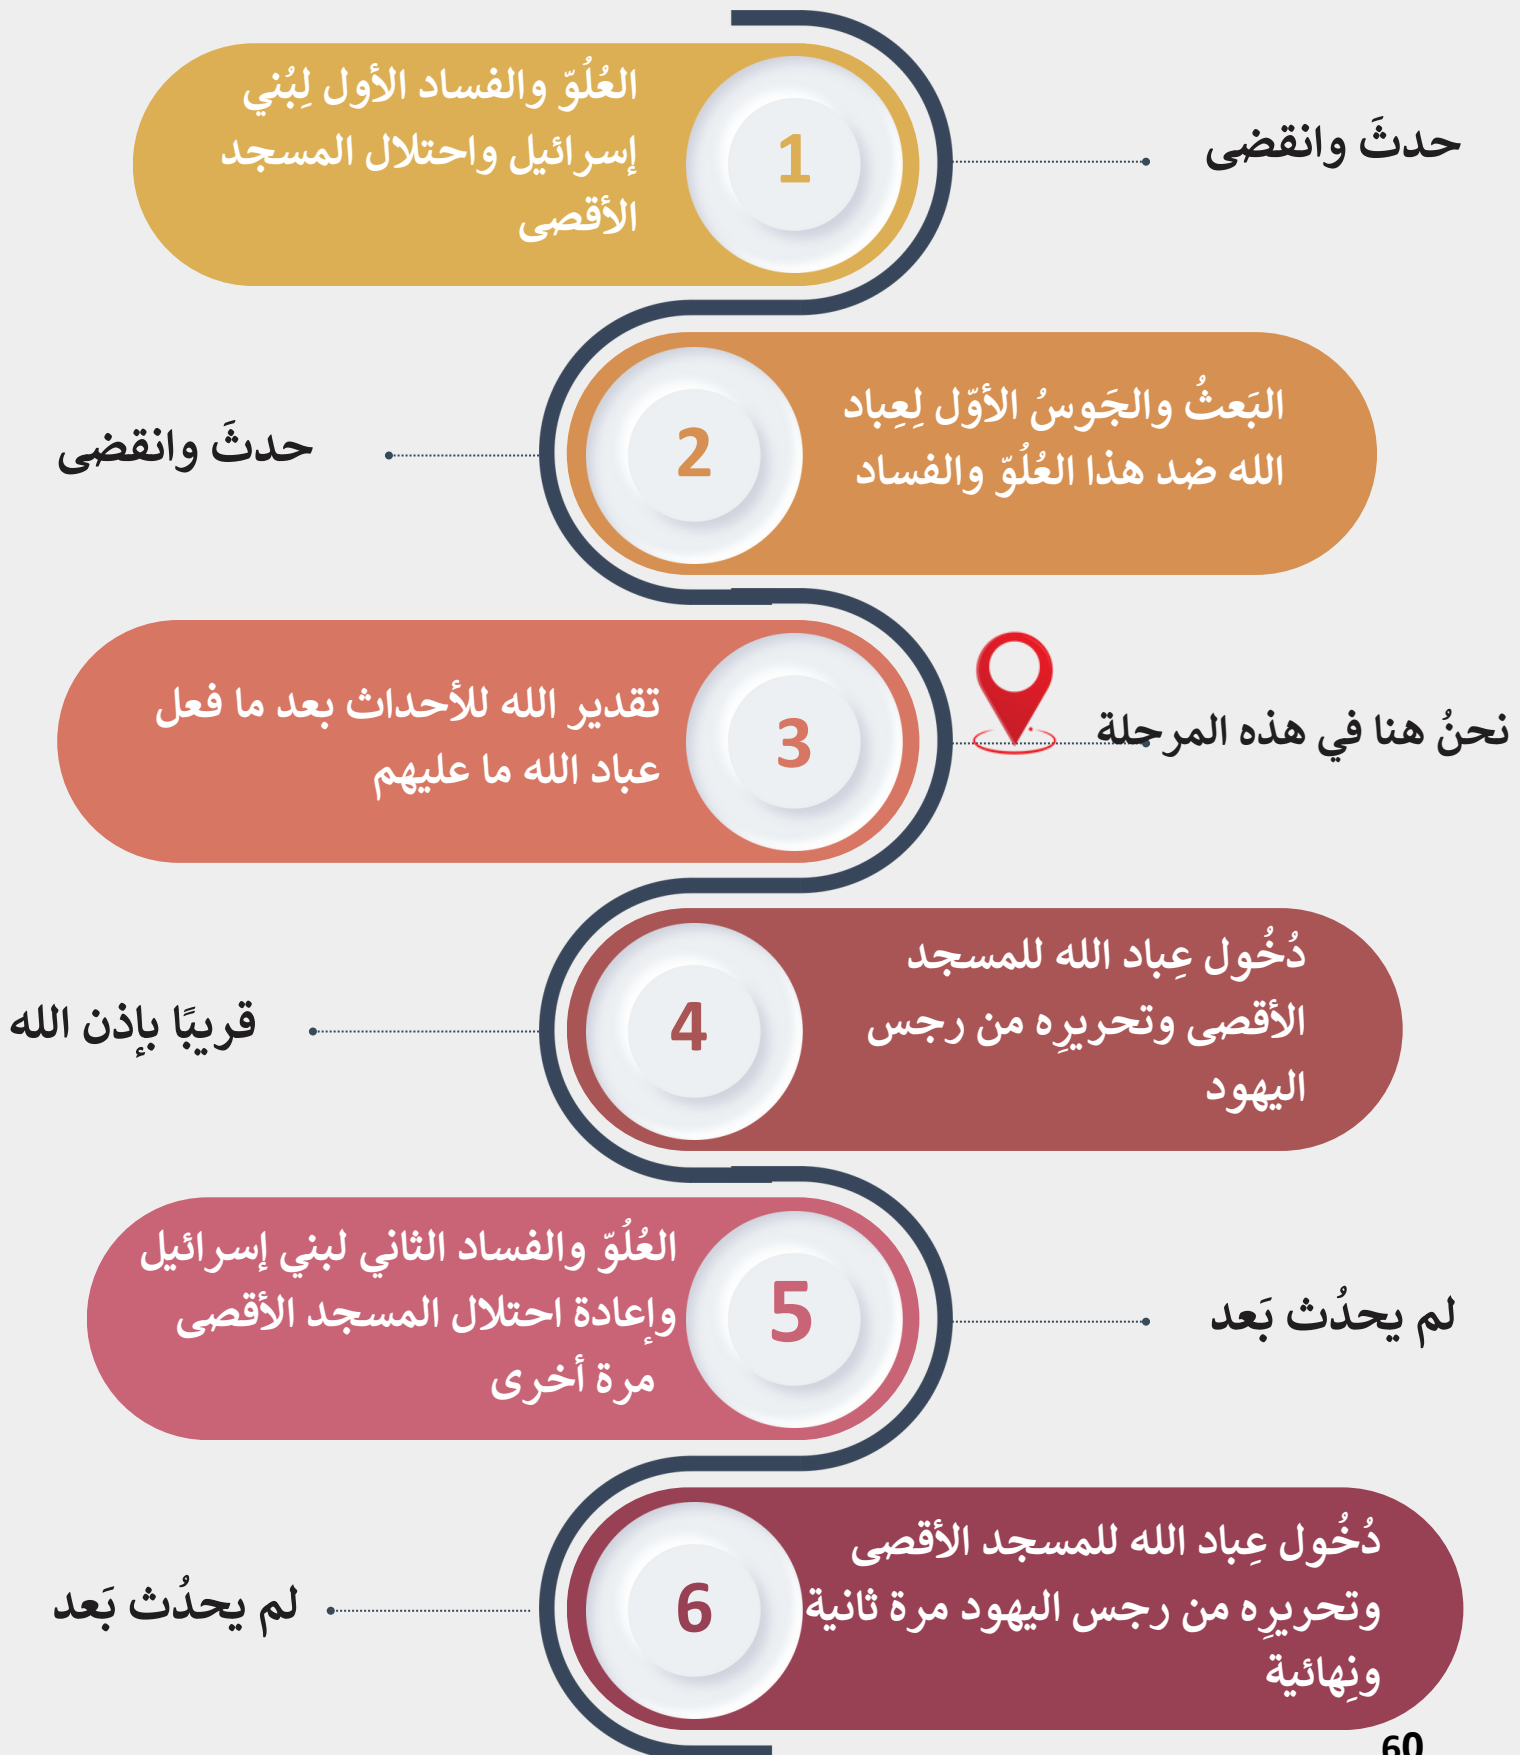 العُلُوّ والفساد الأول لِبُني
إسرائيل واحتلال المسجد
الأقصى
1
حدثَ وانقضى
البَعثُ والجَوسُ الأوّل لِعِباد
الله ضد هذا العُلُوّ والفساد
2
حدثَ وانقضى
تقدير الله للأحداث بعد ما فعل
عباد الله ما عليهم
3
نحنُ هنا في هذه المرحلة
دُخُول عِباد الله للمسجد
الأقصى وتحريرِه من رجس
اليهود
4
قريبًا بإذن الله
العُلُوّ والفساد الثاني لبني إسرائيل
وإعادة احتلال المسجد الأقصى
مرة أخرى
5
لم يحدُث بَعد
دُخُول عِباد الله للمسجد الأقصى
وتحريرِه من رجس اليهود مرة ثانية
ونِهائية
6
لم يحدُث بَعد
60